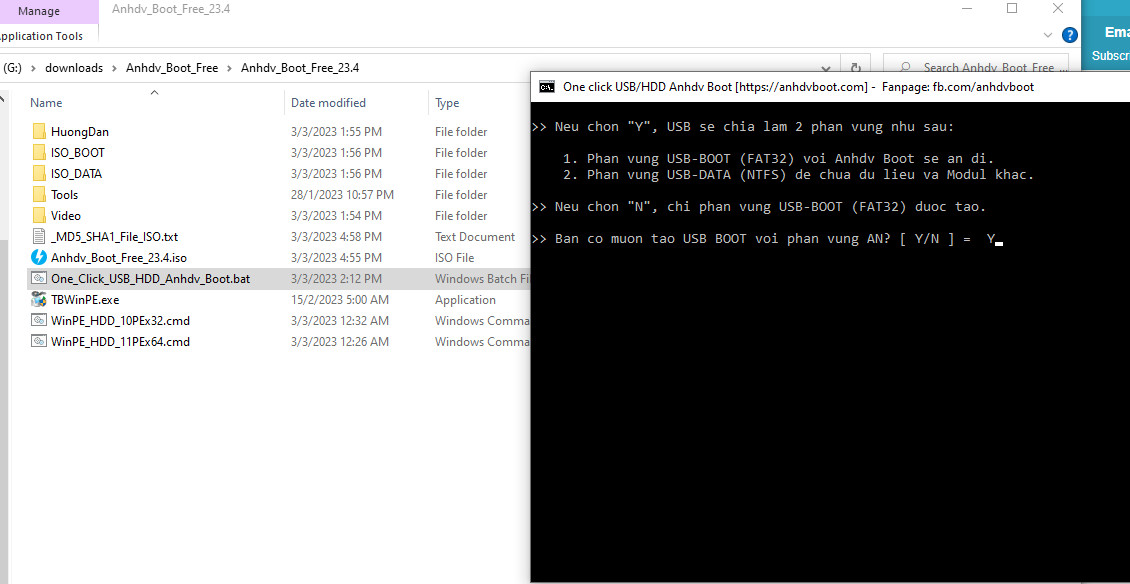 Manage
Anhdv_Boot_Free_23.4
pplication Tools
?
Ema
Subscri
(G:) › downloads › Anhdv_Boot_Free › Anhdv_Boot_Free_23.4
Search Anhdv_Boot_Free_...
Name Date modified Type
HuongDan 3/3/2023 1:55 PM File folder
ISO_BOOT 3/3/2023 1:56 PM File folder
ISO_DATA 3/3/2023 1:56 PM File folder
Tools 28/1/2023 10:57 PM File folder
Video 3/3/2023 1:54 PM File folder
_MD5_SHA1_File_ISO.txt 3/3/2023 4:58 PM Text Document
Anhdv_Boot_Free_23.4.iso 3/3/2023 4:55 PM ISO File
One_Click_USB_HDD_Anhdv_Boot.bat 3/3/2023 2:12 PM Windows Batch Fi
TBWinPE.exe 15/2/2023 5:00 AM Application
WinPE_HDD_10PEx32.cmd 3/3/2023 12:32 AM Windows Comma
WinPE_HDD_11PEx64.cmd 3/3/2023 12:26 AM Windows Comma
One click USB/HDD Anhdv Boot [https://anhdvboot.com] - Fanpage: fb.com/anhdvboot
>> Neu chon "Y", USB se chia lam 2 phan vung nhu sau:
1. Phan vung USB-BOOT (FAT32) voi Anhdv Boot se an di.
2. Phan vung USB-DATA (NTFS) de chua du lieu va Modul khac.
>> Neu chon "N", chi phan vung USB-BOOT (FAT32) duoc tao.
>> Ban co muon tao USB BOOT voi phan vung AN? [ Y/N ] = Y